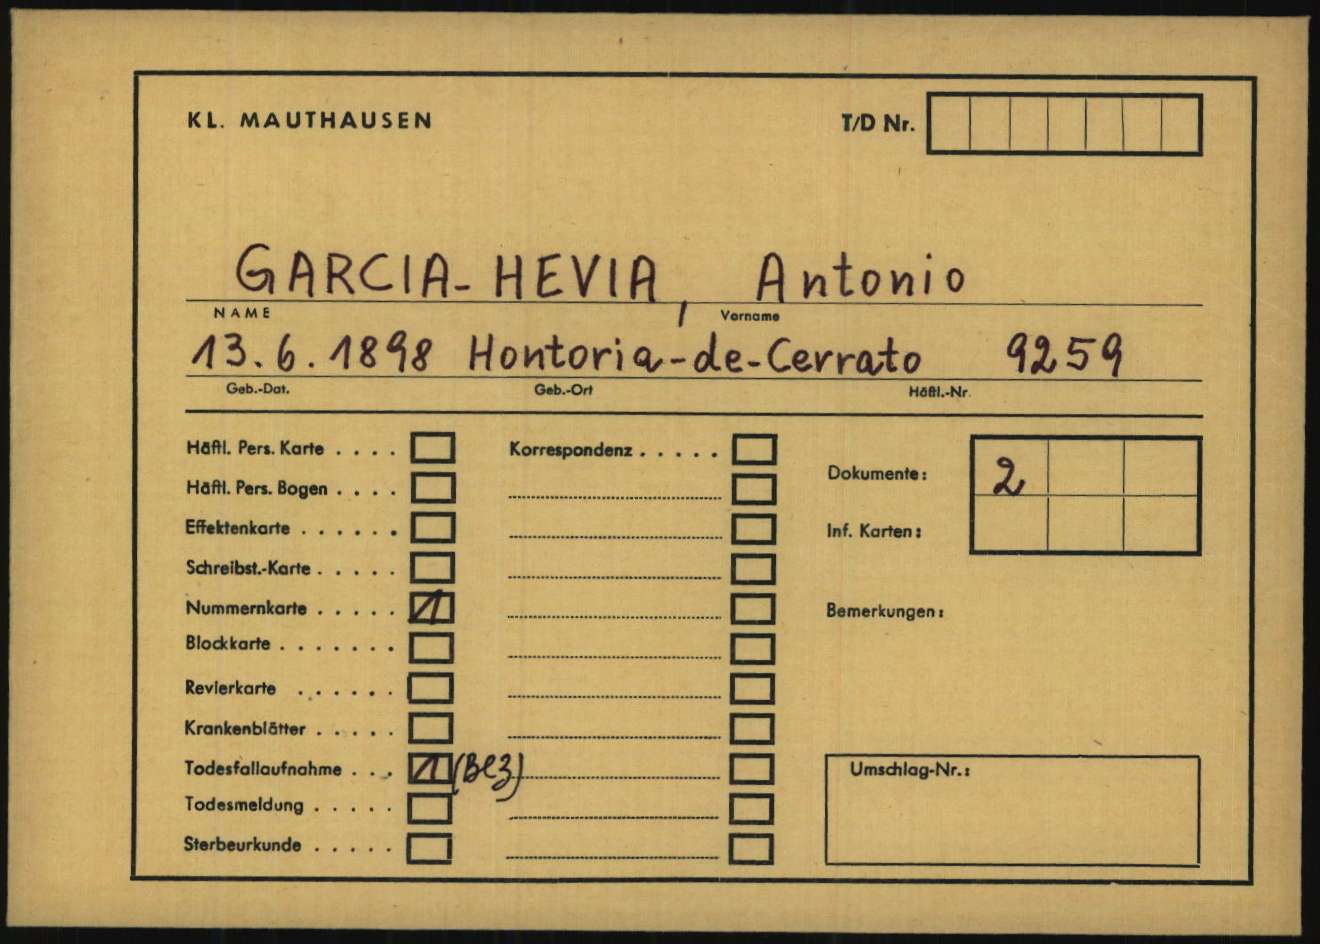 KL. MAUTHAUSEN T/D Nr.
GARCIA-HEVIA, Antonio
NAME Vorname
13.6.1898 Hontoria-de-Cerrato 9259
Geb.-Dat. Geb.-Ort Häftl.-Nr.
Häftl. Pers. Karte . . . . Korrespondenz . . . . .
Dokumente: 2
Häftl. Pers. Bogen . . . .
Effektenkarte . . . . . . Inf. Karten:
Schreibst.-Karte . . . . .
Nummernkarte . . . . . 1 Bemerkungen:
Blockkarte . . . . . . .
Revierkarte . . . . . .
Krankenblätter . . . . .
Todesfallaufnahme . . . 1 (Bez) Umschlag-Nr.:
Todesmeldung . . . . .
Sterbeurkunde . . . . .